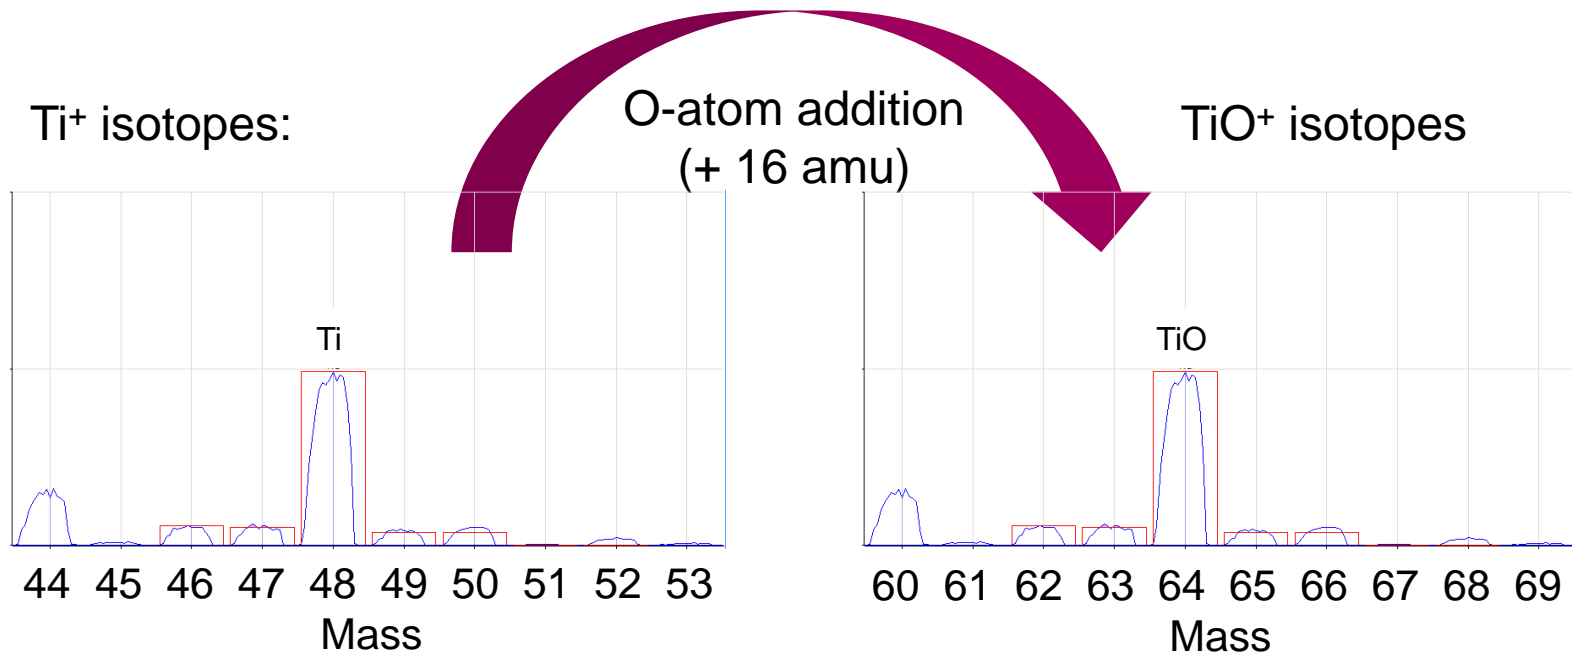 Ti⁺ isotopes:
O-atom addition
(+ 16 amu)
TiO⁺ isotopes
Ti
TiO
44 45 46 47 48 49 50 51 52 53
60 61 62 63 64 65 66 67 68 69
Mass
Mass